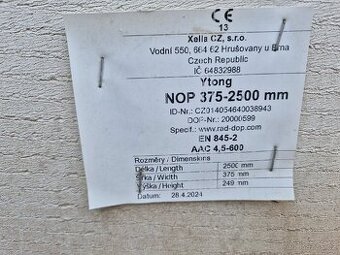 CE
13
Xella CZ, s.r.o.
Vodní 550, 664 62 Hrušovany u Brna
Czech Republic
IČ 64832988
Ytong
NOP 375-2500 mm
ID-Nr.: CZ014054640038943
DOP-Nr.: 20000599
Specif.: www.rad-dop.com
EN 845-2
AAC 4,5-600
Rozměry / Dimenskins
Délka / Length 2500 mm
Šířka / Width 375 mm
Výška / Height 249 mm
Datum: 28.4.2024